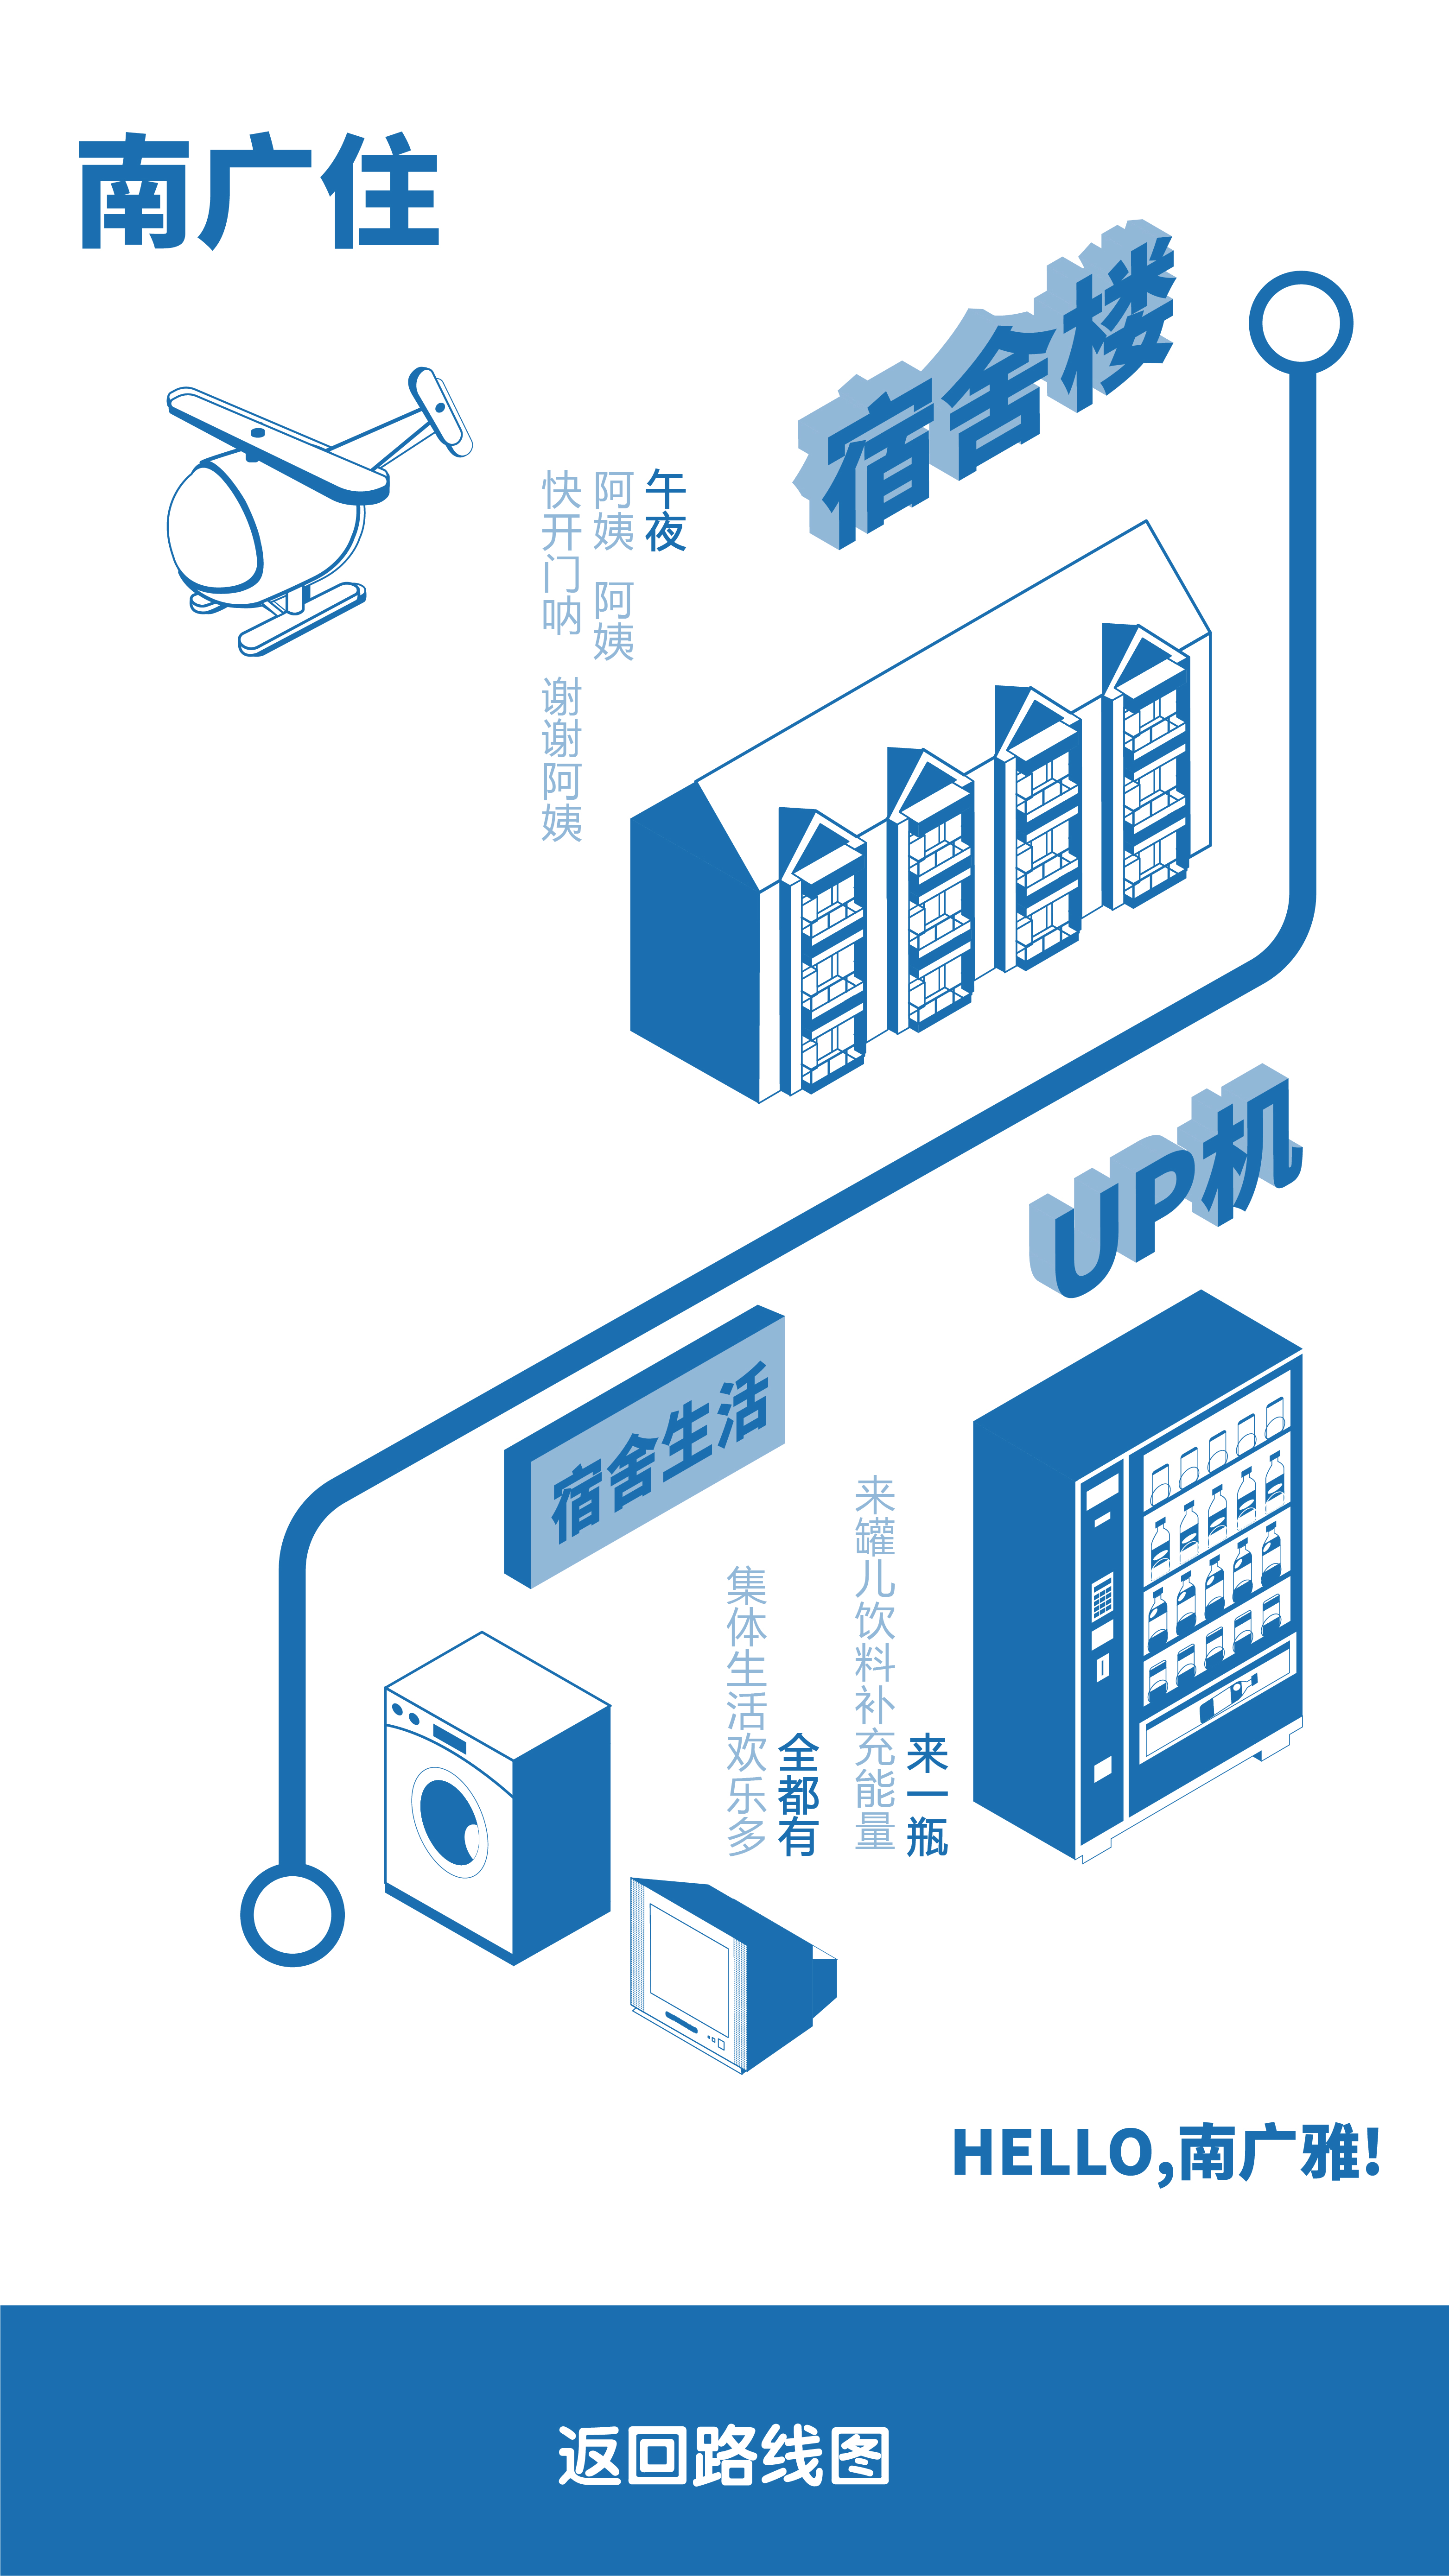 南广住
宿舍楼
午夜
阿姨 阿姨
快开门呐 谢谢阿姨
UP机
宿舍生活
来一瓶
来罐儿饮料补充能量
全都有
集体生活欢乐多
HELLO,南广雅!
返回路线图